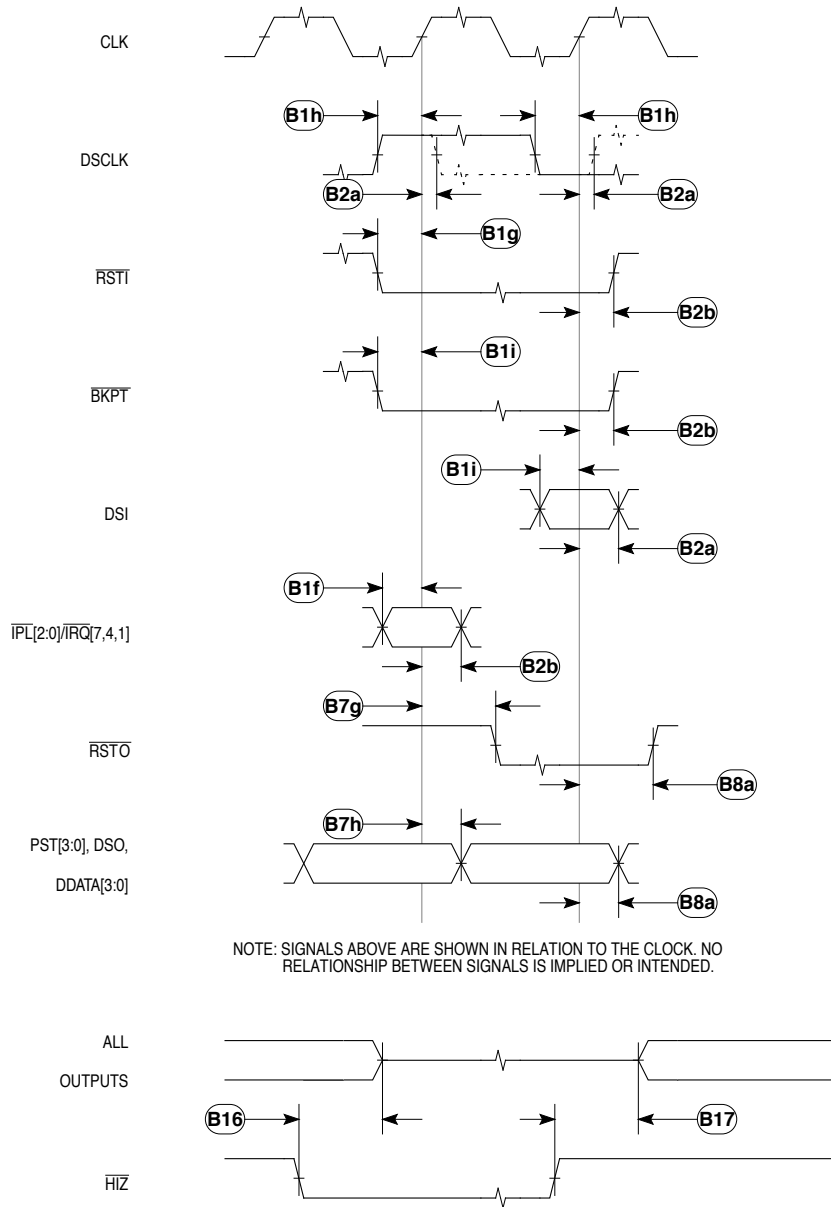 CLK
B1h
B1h
DSCLK
B2a
B2a
B1g
RSTI
B2b
B1i
BKPT
B2b
B1i
DSI
B2a
B1f
IPL[2:0]/IRQ[7,4,1]
B2b
B7g
RSTO
B8a
B7h
PST[3:0], DSO,
DDATA[3:0]
B8a
NOTE: SIGNALS ABOVE ARE SHOWN IN RELATION TO THE CLOCK. NO
RELATIONSHIP BETWEEN SIGNALS IS IMPLIED OR INTENDED.
ALL
OUTPUTS
B16
B17
HIZ